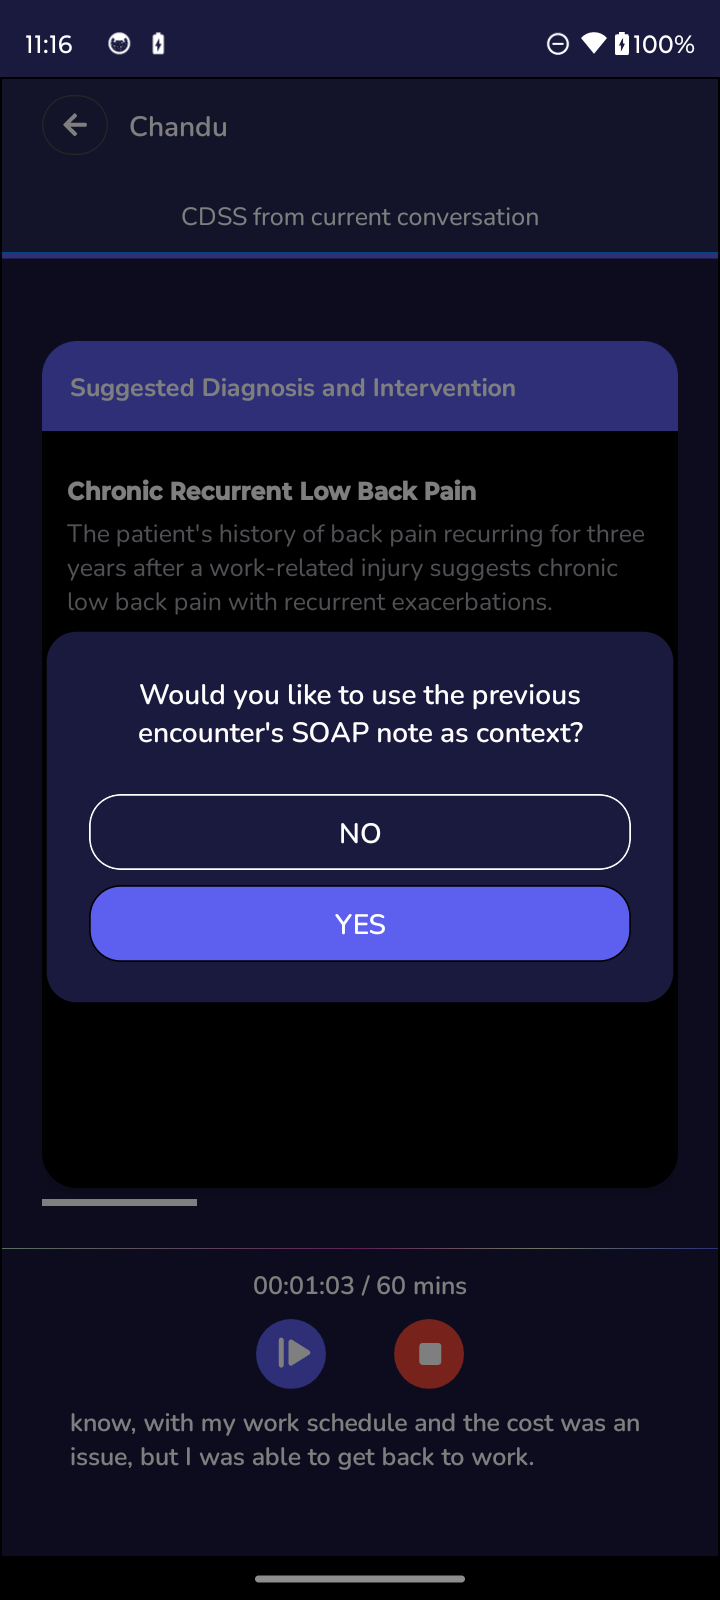 11:16
100%
Chandu
CDSS from current conversation
Suggested Diagnosis and Intervention
Chronic Recurrent Low Back Pain
The patient's history of back pain recurring for three
years after a work-related injury suggests chronic
low back pain with recurrent exacerbations.
Would you like to use the previous
encounter's SOAP note as context?
NO
YES
00:01:03 / 60 mins
know, with my work schedule and the cost was an
issue, but I was able to get back to work.